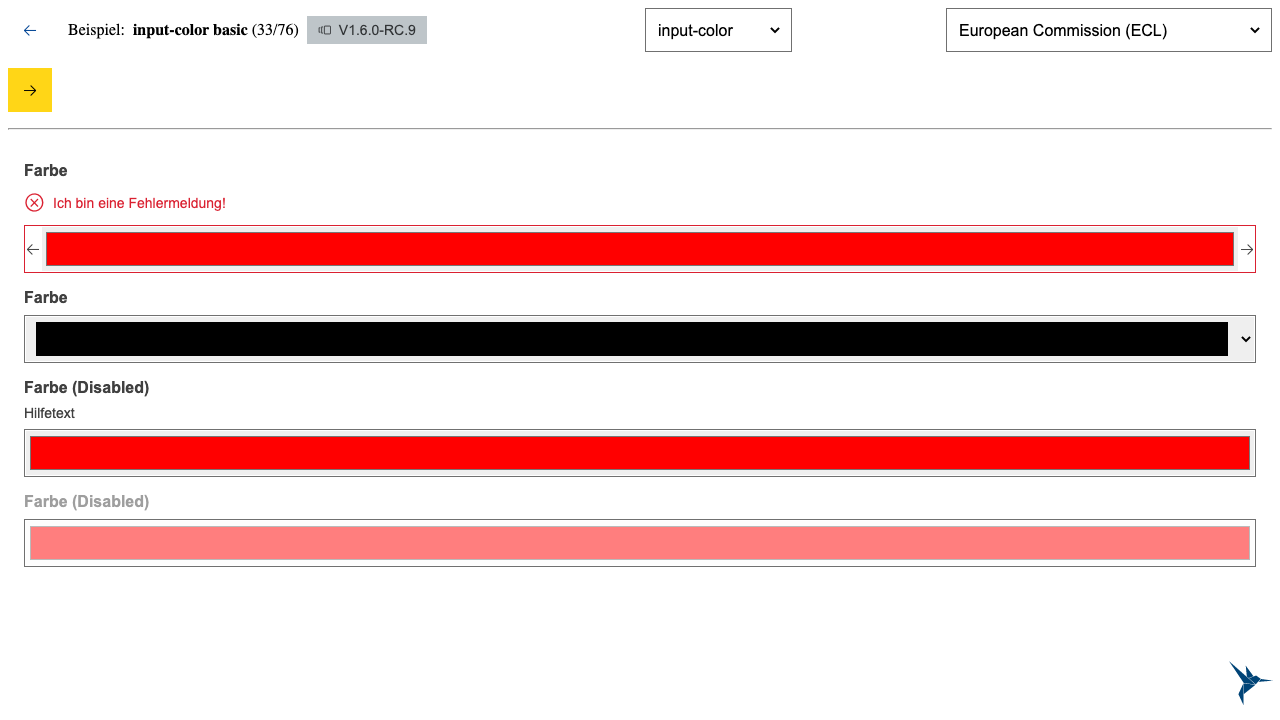 Beispiel: input-color basic (33/76) V1.6.0-RC.9 input-color European Commission (ECL)
Farbe
Ich bin eine Fehlermeldung!
Farbe
Farbe (Disabled)
Hilfetext
Farbe (Disabled)